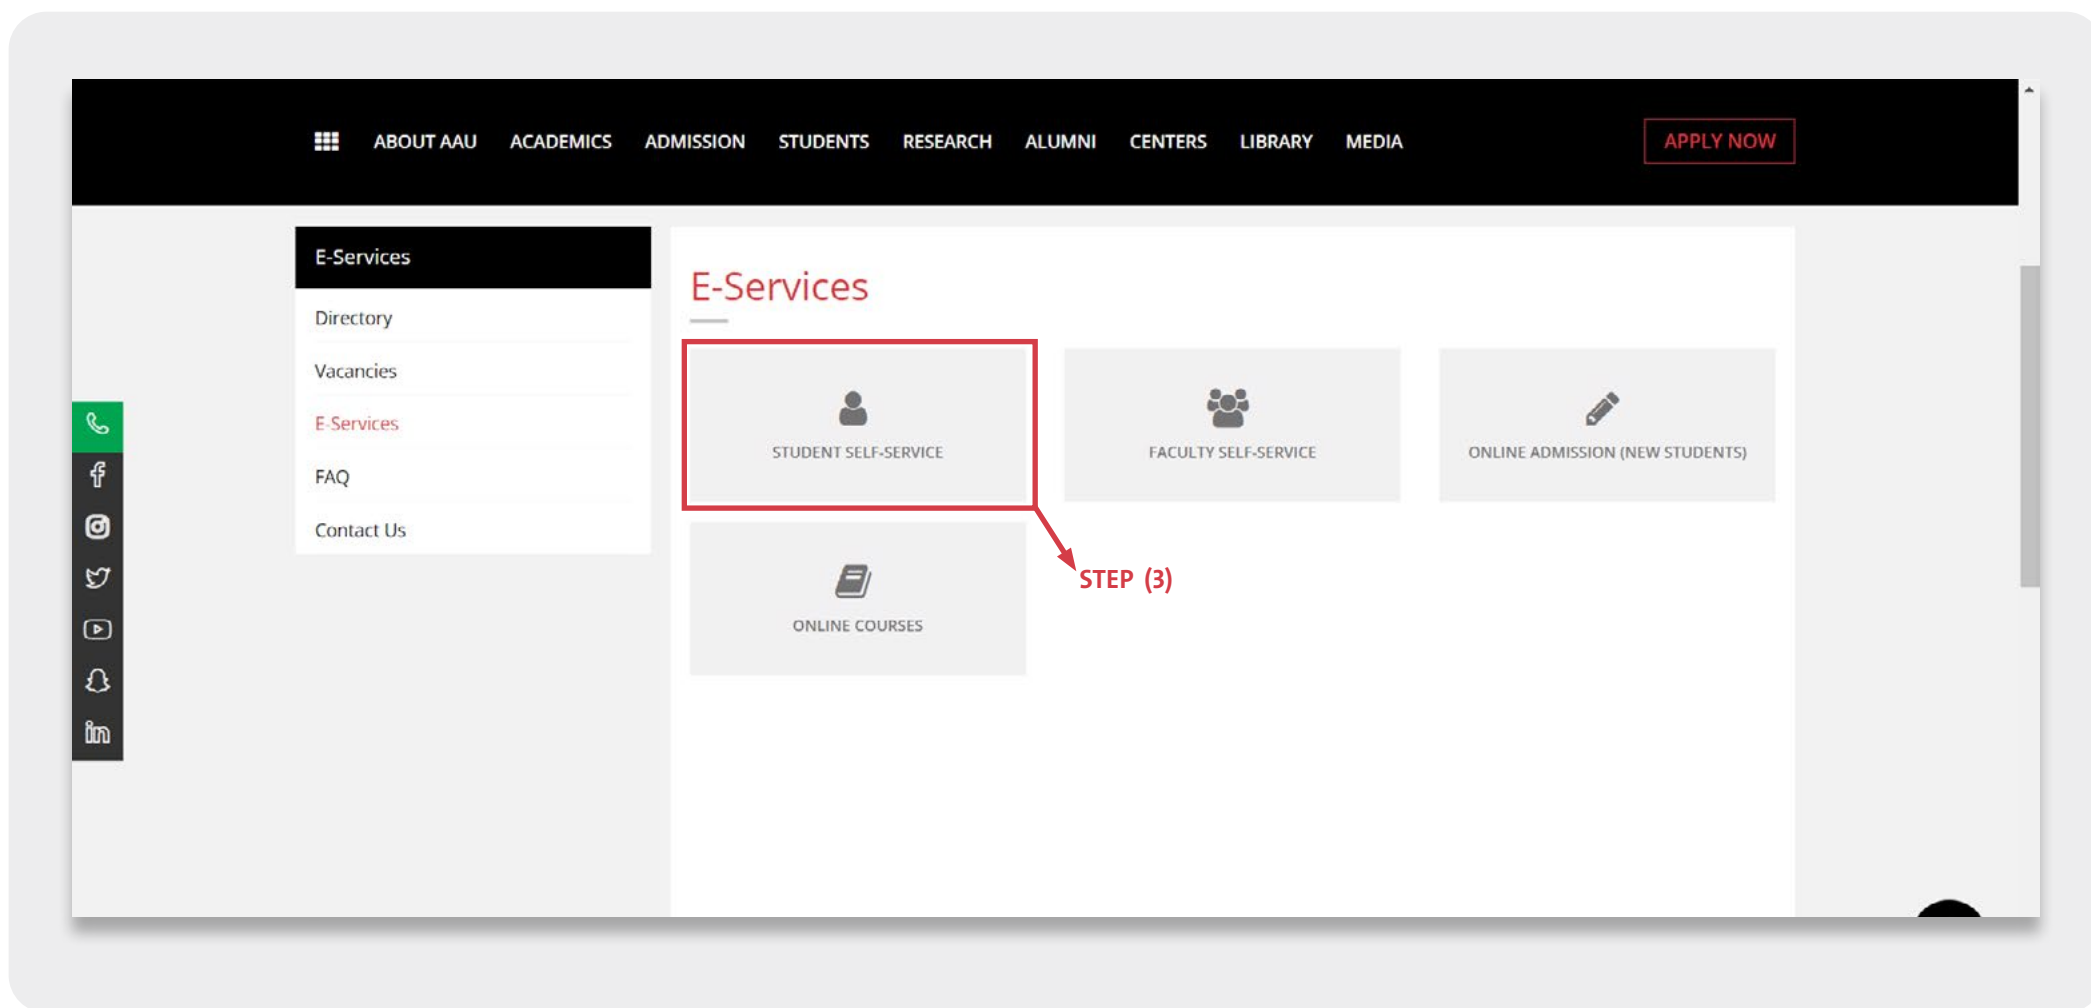 ABOUT AAU ACADEMICS ADMISSION STUDENTS RESEARCH ALUMNI CENTERS LIBRARY MEDIA APPLY NOW
E-Services
Directory
Vacancies
E-Services
FAQ
Contact Us
E-Services
STUDENT SELF-SERVICE
FACULTY SELF-SERVICE
ONLINE ADMISSION (NEW STUDENTS)
ONLINE COURSES
STEP (3)